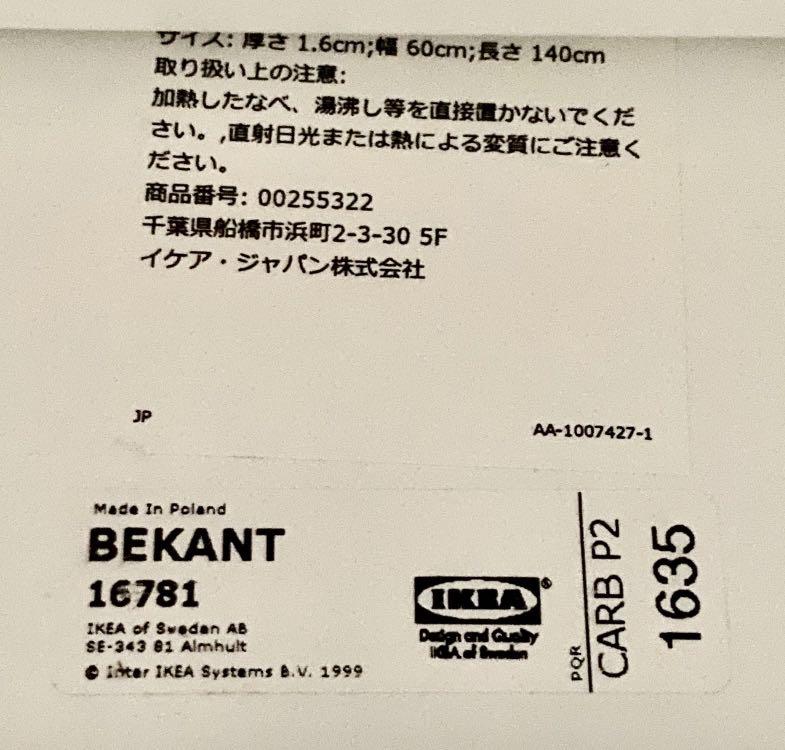 サイズ: 厚さ 1.6cm;幅 60cm;長さ 140cm
取り扱い上の注意:
加熱したなべ、湯沸し等を直接置かないでくだ
さい。,直射日光または熱による変質にご注意く
ださい。
商品番号: 00255322
千葉県船橋市浜町2-3-30 5F
イケア・ジャパン株式会社
JP
AA-1007427-1
Made In Poland
BEKANT
16781
IKEA of Sweden AB
SE-343 81 Älmhult
© Inter IKEA Systems B.V. 1999
IKEA®
Design and Quality
IKEA of Sweden
PQR
CARB P2
1635